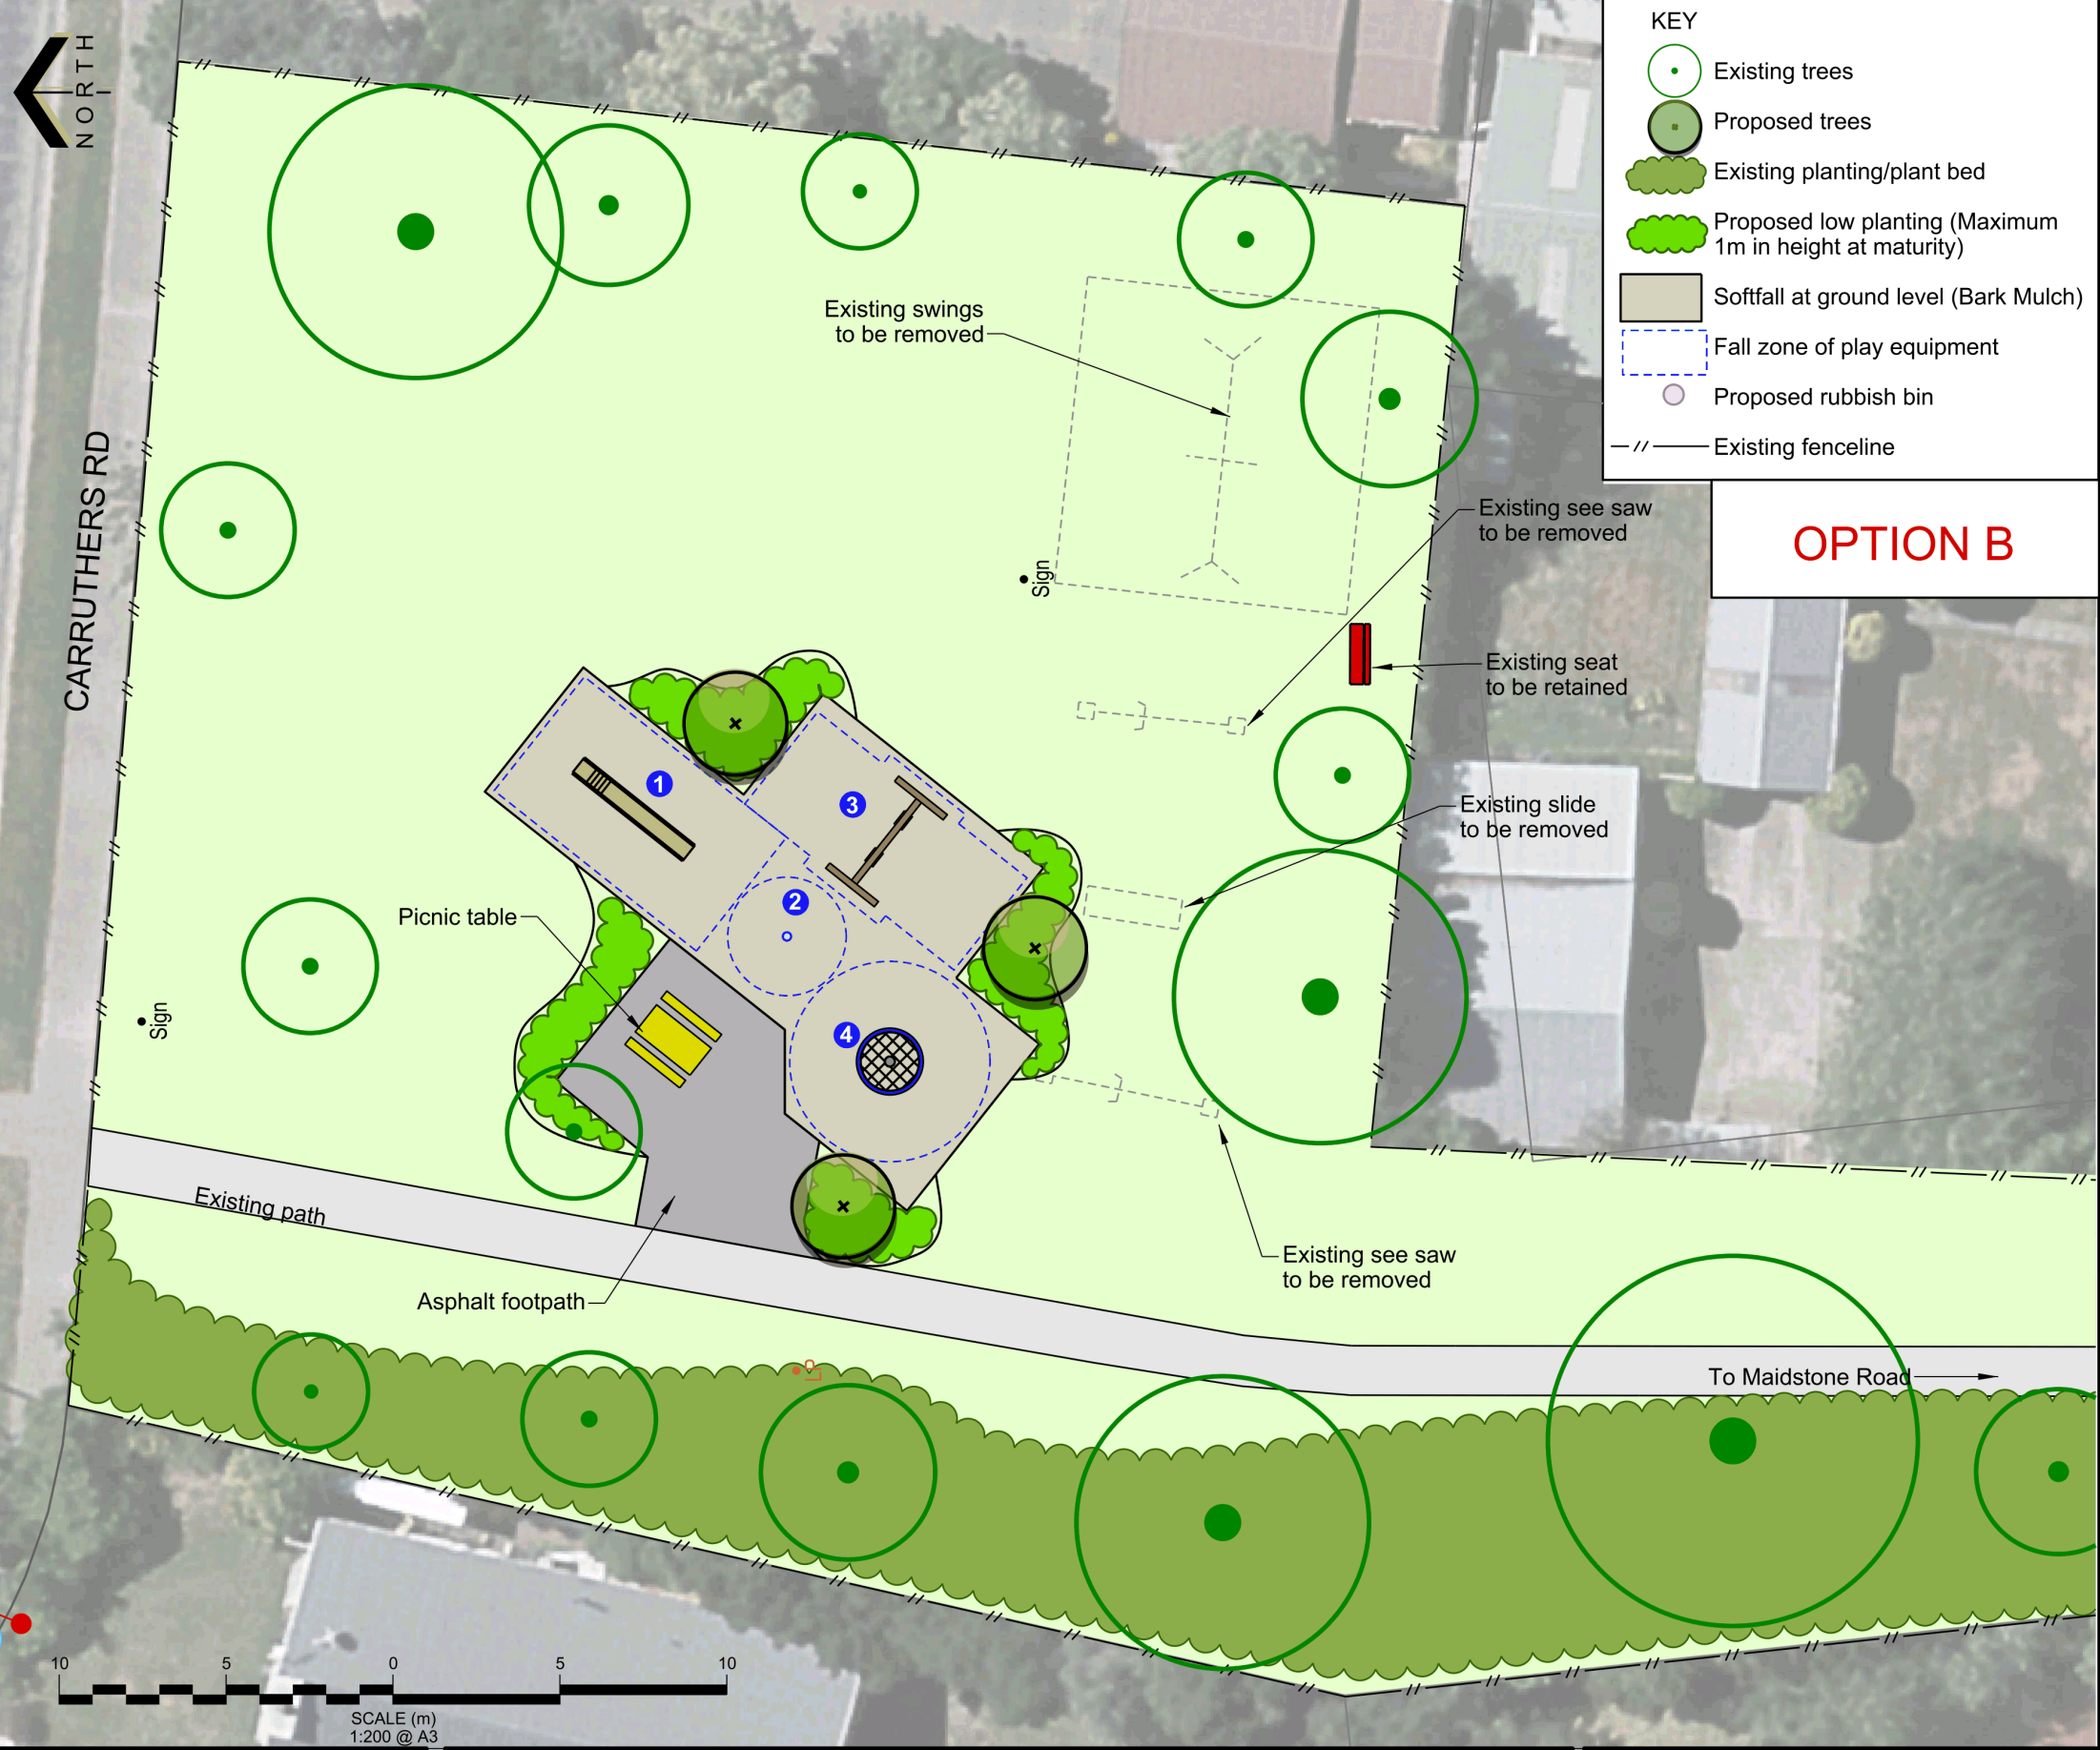 NORTH
KEY
Existing trees
Proposed trees
Existing planting/plant bed
Proposed low planting (Maximum
1m in height at maturity)
Softfall at ground level (Bark Mulch)
Fall zone of play equipment
Proposed rubbish bin
Existing fenceline
OPTION B
CARRUTHERS RD
Existing swings
to be removed
Existing see saw
to be removed
Sign
Existing seat
to be retained
1
3
Existing slide
to be removed
2
Picnic table
4
Sign
Existing path
Existing see saw
to be removed
Asphalt footpath
To Maidstone Road
10 5 0 5 10
SCALE (m)
1:200 @ A3